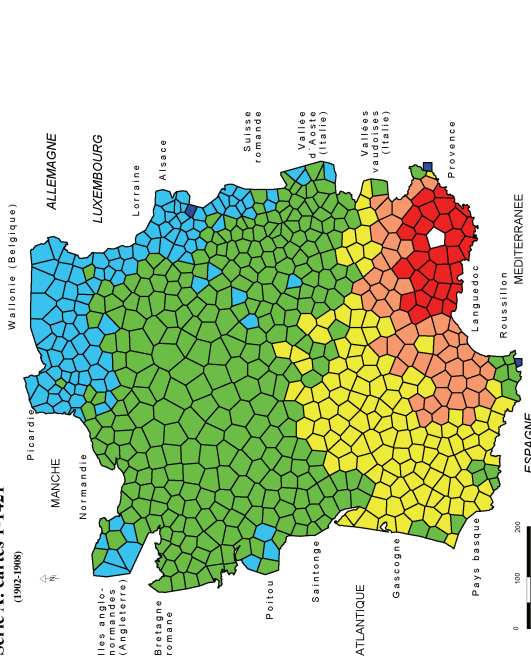 Série A: cartes 1-1421
(1902-1908)
Wallonie (Belgique)
ALLEMAGNE
LUXEMBOURG
Lorraine
Alsace
Suisse
romande
Vallée
d'Aoste
(Italie)
Vallées
vaudoises
(Italie)
Provence
Languedoc
Roussillon
MEDITERRANEE
Picardie
MANCHE
Normandie
Iles anglo-
normandes
(Angleterre)
Bretagne
romane
Poitou
Saintonge
ATLANTIQUE
Gascogne
Pays basque
ESPAGNE
N
0
100
200